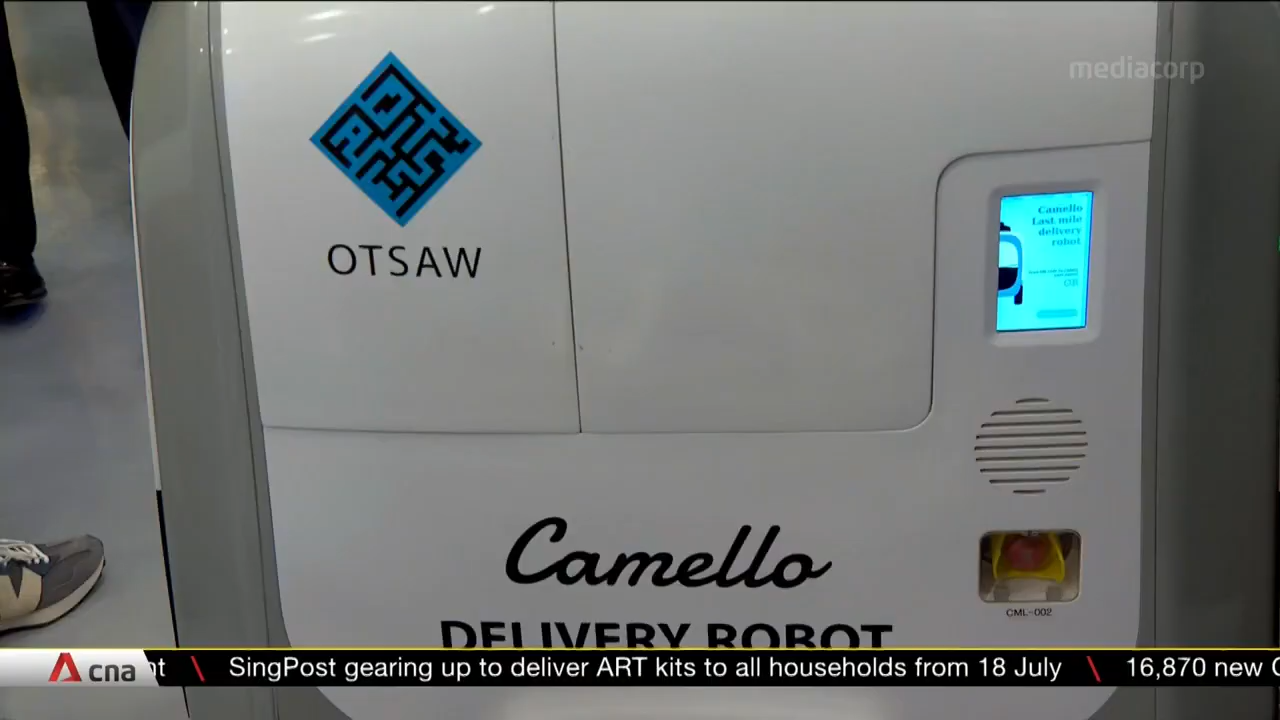 mediacorp
OTSAW
Camello
Last mile
delivery
robot
Camello
DELIVERY ROBOT
CML-002
cna
SingPost gearing up to deliver ART kits to all households from 18 July
16,870 new